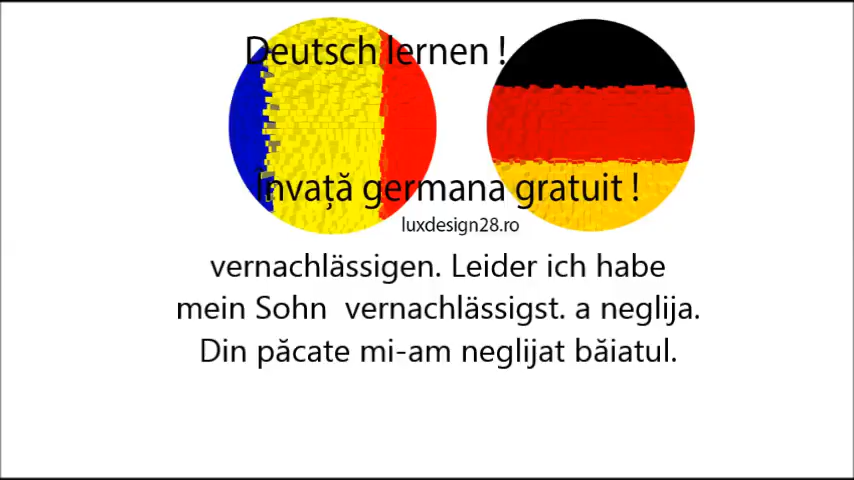 Deutsch lernen !
Invață germana gratuit !
luxdesign28.ro
vernachlässigen. Leider ich habe
mein Sohn vernachlässigst. a neglija.
Din păcate mi-am neglijat băiatul.